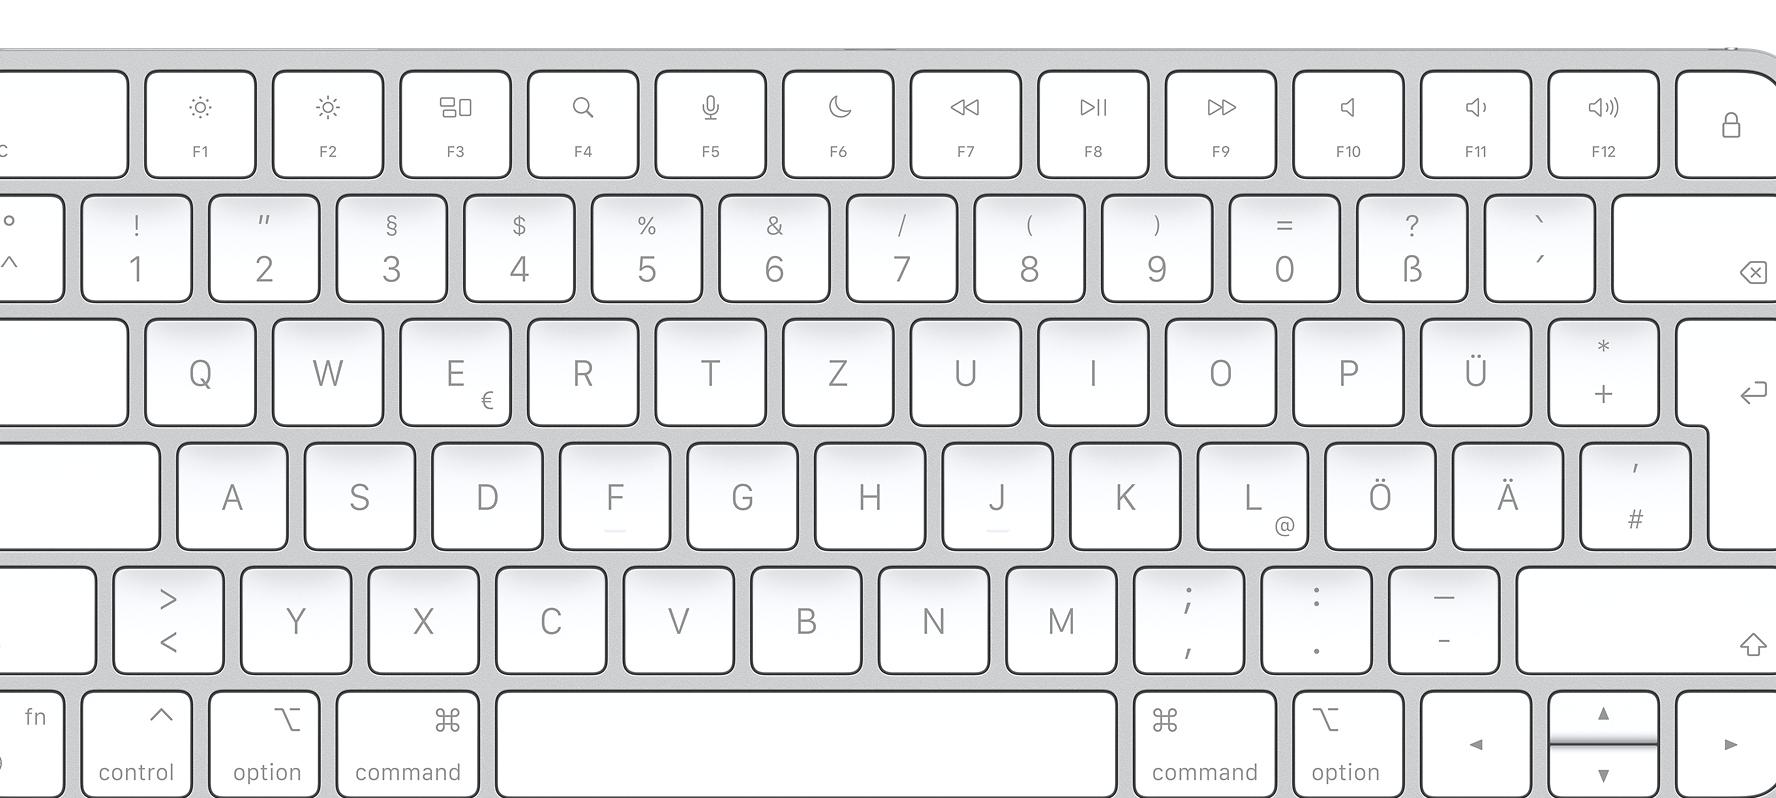 C F1 F2 F3 F4 F5 F6 F7 F8 F9 F10 F11 F12
° ! " § $ % & / ( ) = ? `
^ 1 2 3 4 5 6 7 8 9 0 ß ´
Q W E € R T Z U I O P Ü * +
A S D F G H J K L @ Ö Ä ' #
> < Y X C V B N M ; , : . — -
fn ^ ⌥ ⌘ ⌘ ⌥ ◀ ▲ ▼ ▶
control option command command option